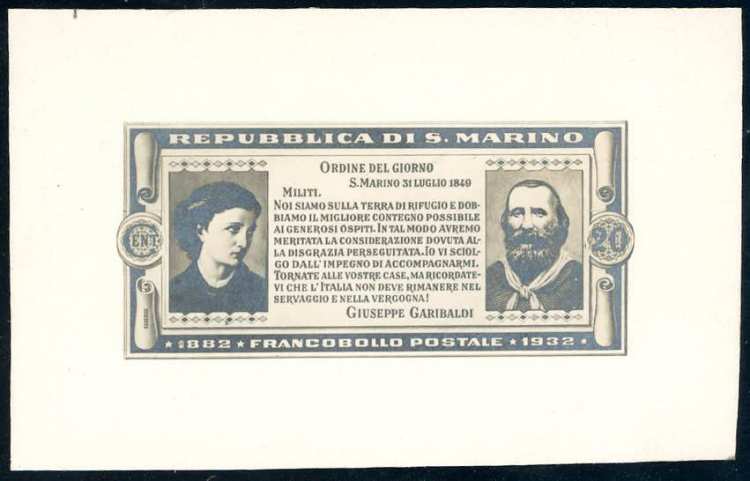 REPUBBLICA DI S. MARINO
ORDINE DEL GIORNO
S. MARINO 31 LUGLIO 1849
MILITI.
NOI SIAMO SULLA TERRA DI RIFUGIO E DOB-
BIAMO IL MIGLIORE CONTEGNO POSSIBILE
AI GENEROSI OSPITI. IN TAL MODO AVREMO
MERITATA LA CONSIDERAZIONE DOVUTA AL-
LA DISGRAZIA PERSEGUITATA. IO VI SCIOL-
GO DALL'IMPEGNO DI ACCOMPAGNARMI.
TORNATE ALLE VOSTRE CASE, MA RICORDATE-
VI CHE L'ITALIA NON DEVE RIMANERE NEL
SERVAGGIO E NELLA VERGOGNA!
GIUSEPPE GARIBALDI
CENT.
20
★ 1882 ★ FRANCOBOLLO POSTALE ★ 1932 ★